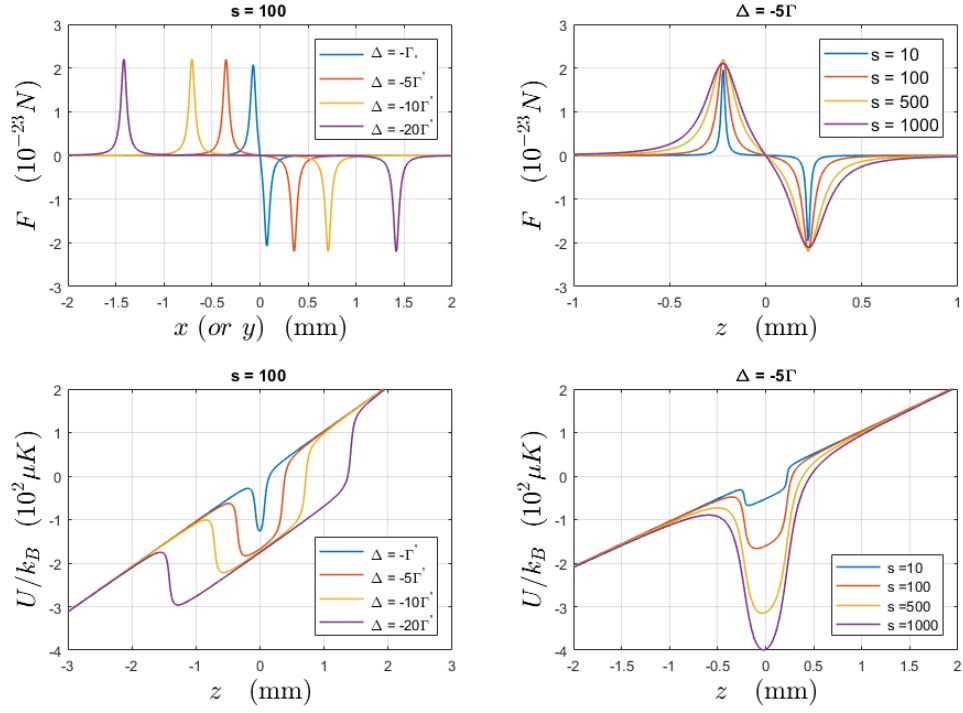 s = 100
F (10⁻²³ N)
3
2
1
0
-1
-2
-3
Δ = -Γ'
Δ = -5Γ'
Δ = -10Γ'
Δ = -20Γ'
-2 -1.5 -1 -0.5 0 0.5 1 1.5 2
x (or y) (mm)
Δ = -5Γ
F (10⁻²³ N)
3
2
1
0
-1
-2
-3
s = 10
s = 100
s = 500
s = 1000
-1 -0.5 0 0.5 1
z (mm)
s = 100
U/k_B (10² μK)
2
1
0
-1
-2
-3
-4
Δ = -Γ'
Δ = -5Γ'
Δ = -10Γ'
Δ = -20Γ'
-3 -2 -1 0 1 2 3
z (mm)
Δ = -5Γ
U/k_B (10² μK)
2
1
0
-1
-2
-3
-4
s =10
s =100
s =500
s =1000
-2 -1.5 -1 -0.5 0 0.5 1 1.5 2
z (mm)